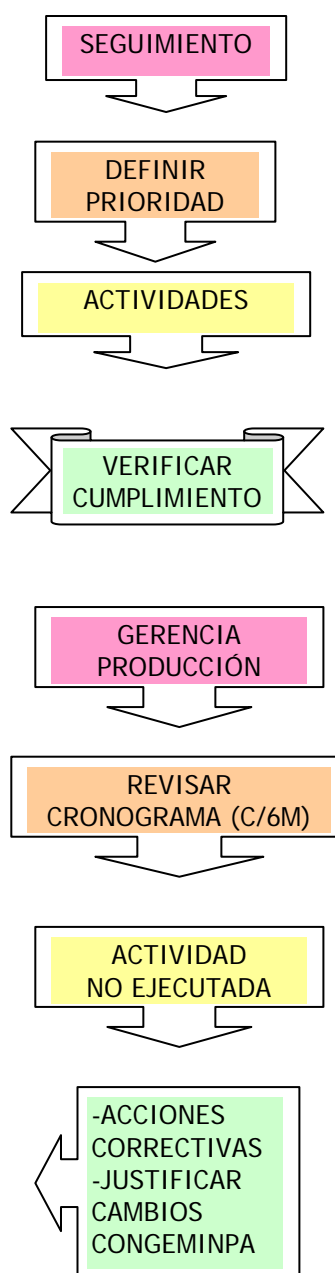 SEGUIMIENTO
DEFINIR
PRIORIDAD
ACTIVIDADES
VERIFICAR
CUMPLIMIENTO
GERENCIA
PRODUCCIÓN
REVISAR
CRONOGRAMA (C/6M)
ACTIVIDAD
NO EJECUTADA
-ACCIONES
CORRECTIVAS
-JUSTIFICAR
CAMBIOS
CONGEMINPA